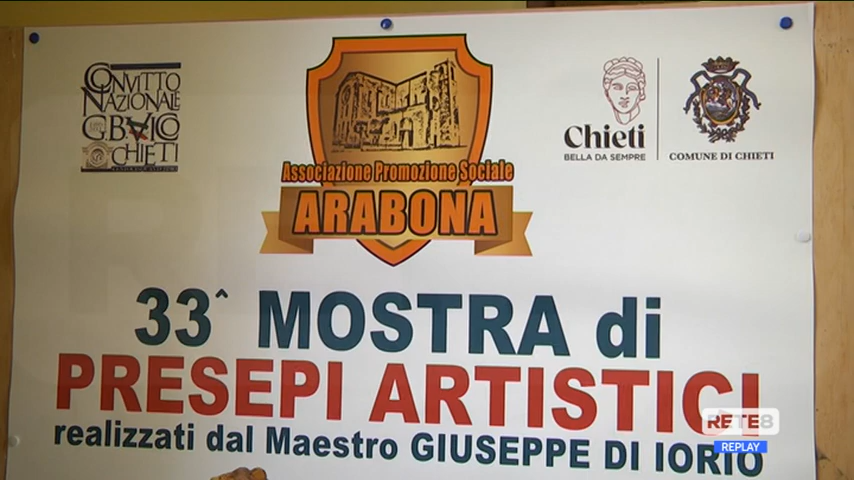 CONVITTO
NAZIONALE
G.B.VICO
CHIETI
Associazione Promozione Sociale
ARABONA
Chieti
BELLA DA SEMPRE
COMUNE DI CHIETI
33^ MOSTRA di
PRESEPI ARTISTICI
realizzati dal Maestro GIUSEPPE DI IORIO
RETE8
REPLAY